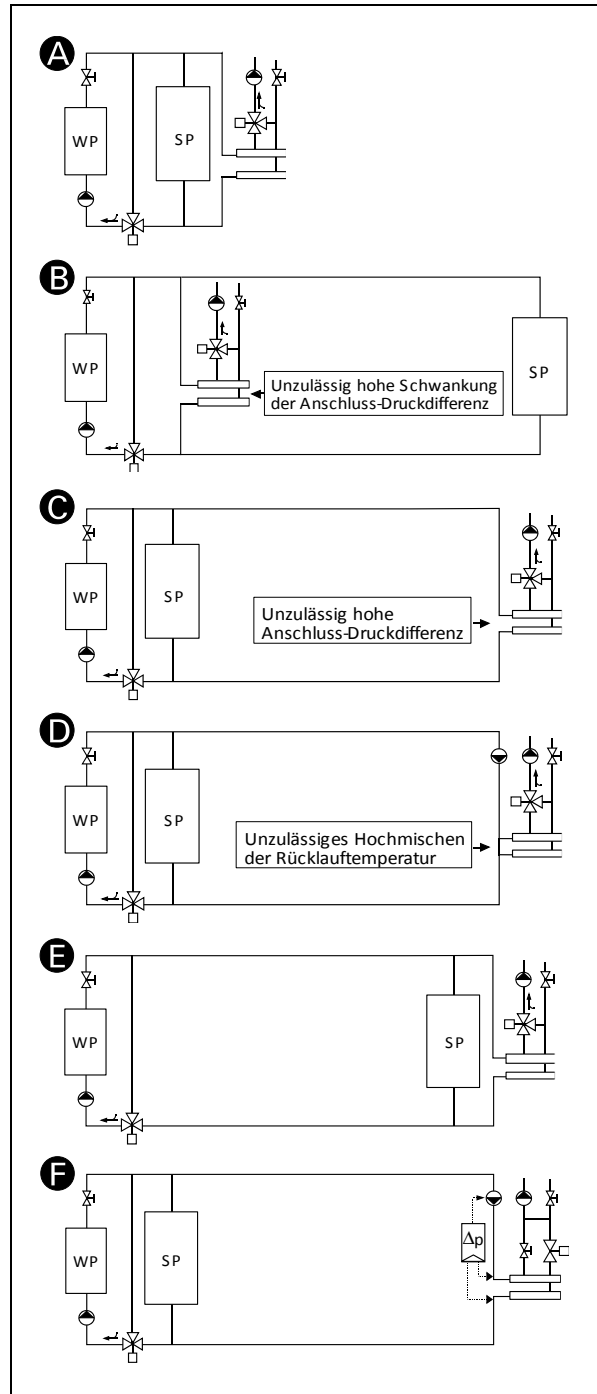 A
WP
SP
B
WP
SP
Unzulässig hohe Schwankung
der Anschluss-Druckdifferenz
C
WP
SP
Unzulässig hohe
Anschluss-Druckdifferenz
D
WP
SP
Unzulässiges Hochmischen
der Rücklauftemperatur
E
WP
SP
F
WP
SP
Δp